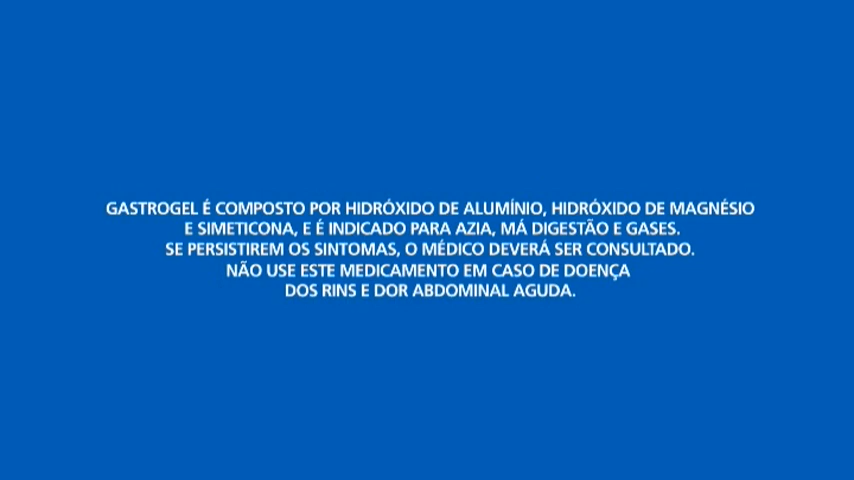 GASTROGEL É COMPOSTO POR HIDRÓXIDO DE ALUMÍNIO, HIDRÓXIDO DE MAGNÉSIO
E SIMETICONA, E É INDICADO PARA AZIA, MÁ DIGESTÃO E GASES.
SE PERSISTIREM OS SINTOMAS, O MÉDICO DEVERÁ SER CONSULTADO.
NÃO USE ESTE MEDICAMENTO EM CASO DE DOENÇA
DOS RINS E DOR ABDOMINAL AGUDA.